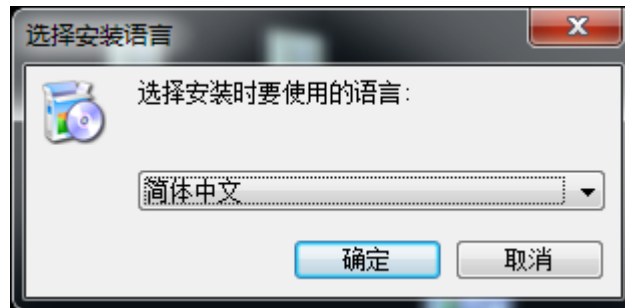 选择安装语言
选择安装时要使用的语言:
简体中文
确定
取消